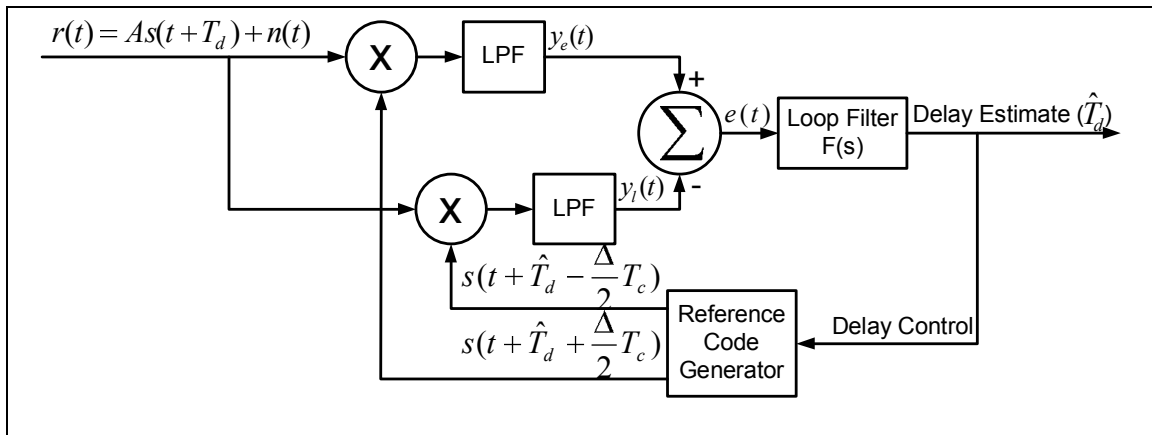 r(t) = As(t + T_d) + n(t)
X
LPF
y_e(t)
+
∑
e(t)
Loop Filter
F(s)
Delay Estimate (T̂_d)
-
X
LPF
y_l(t)
s(t + T̂_d − Δ/2 T_c)
s(t + T̂_d + Δ/2 T_c)
Reference
Code
Generator
Delay Control